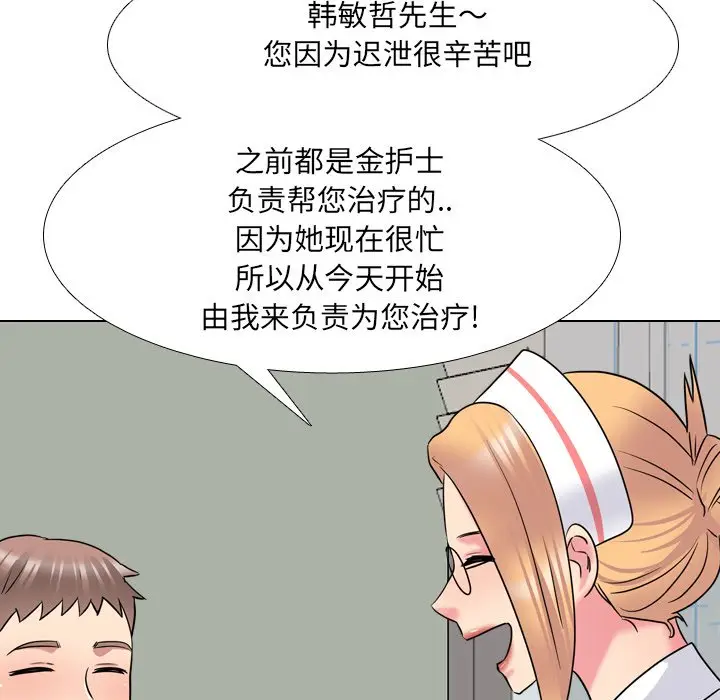 韩敏哲先生～
您因为迟泄很辛苦吧
之前都是金护士
负责帮您治疗的..
因为她现在很忙
所以从今天开始
由我来负责为您治疗!